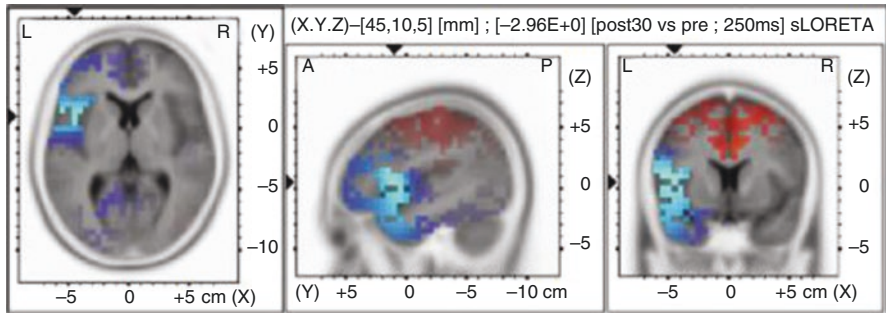 (X.Y.Z)–[45,10,5] [mm] ; [–2.96E+0] [post30 vs pre ; 250ms] sLORETA
L R (Y)
+5
0
–5
–10
–5 0 +5 cm (X)
A P (Z)
+5
0
–5
(Y) +5 0 –5 –10 cm
L R (Z)
+5
0
–5
–5 0 +5 cm (X)